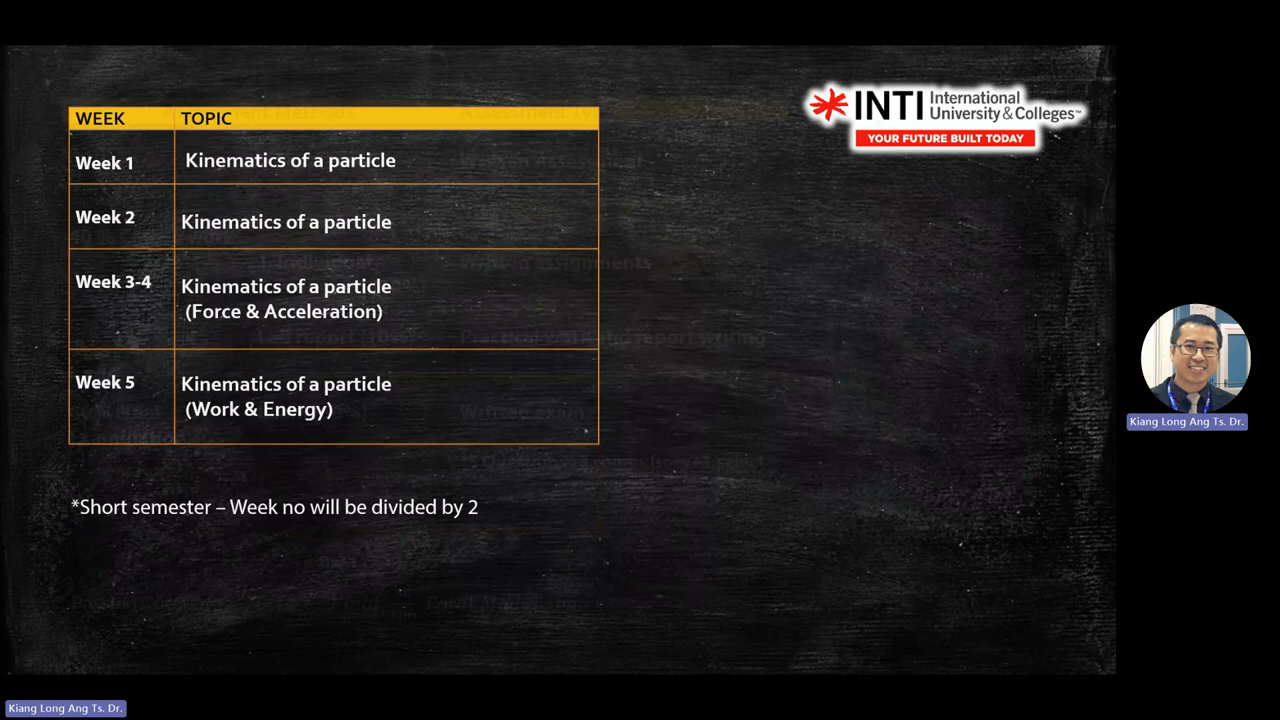 INTI International
University & Colleges™
YOUR FUTURE BUILT TODAY
WEEK TOPIC
Week 1 Kinematics of a particle
Week 2 Kinematics of a particle
Week 3-4 Kinematics of a particle
(Force & Acceleration)
Week 5 Kinematics of a particle
(Work & Energy)
*Short semester – Week no will be divided by 2
Kiang Long Ang Ts. Dr.
Kiang Long Ang Ts. Dr.